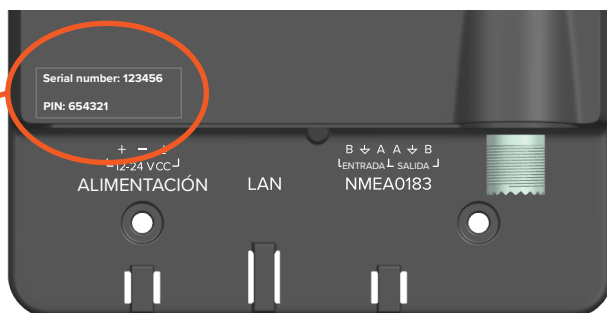 Serial number: 123456
PIN: 654321
+ −
12-24 VCC
ALIMENTACIÓN
LAN
B A A B
ENTRADA SALIDA
NMEA0183